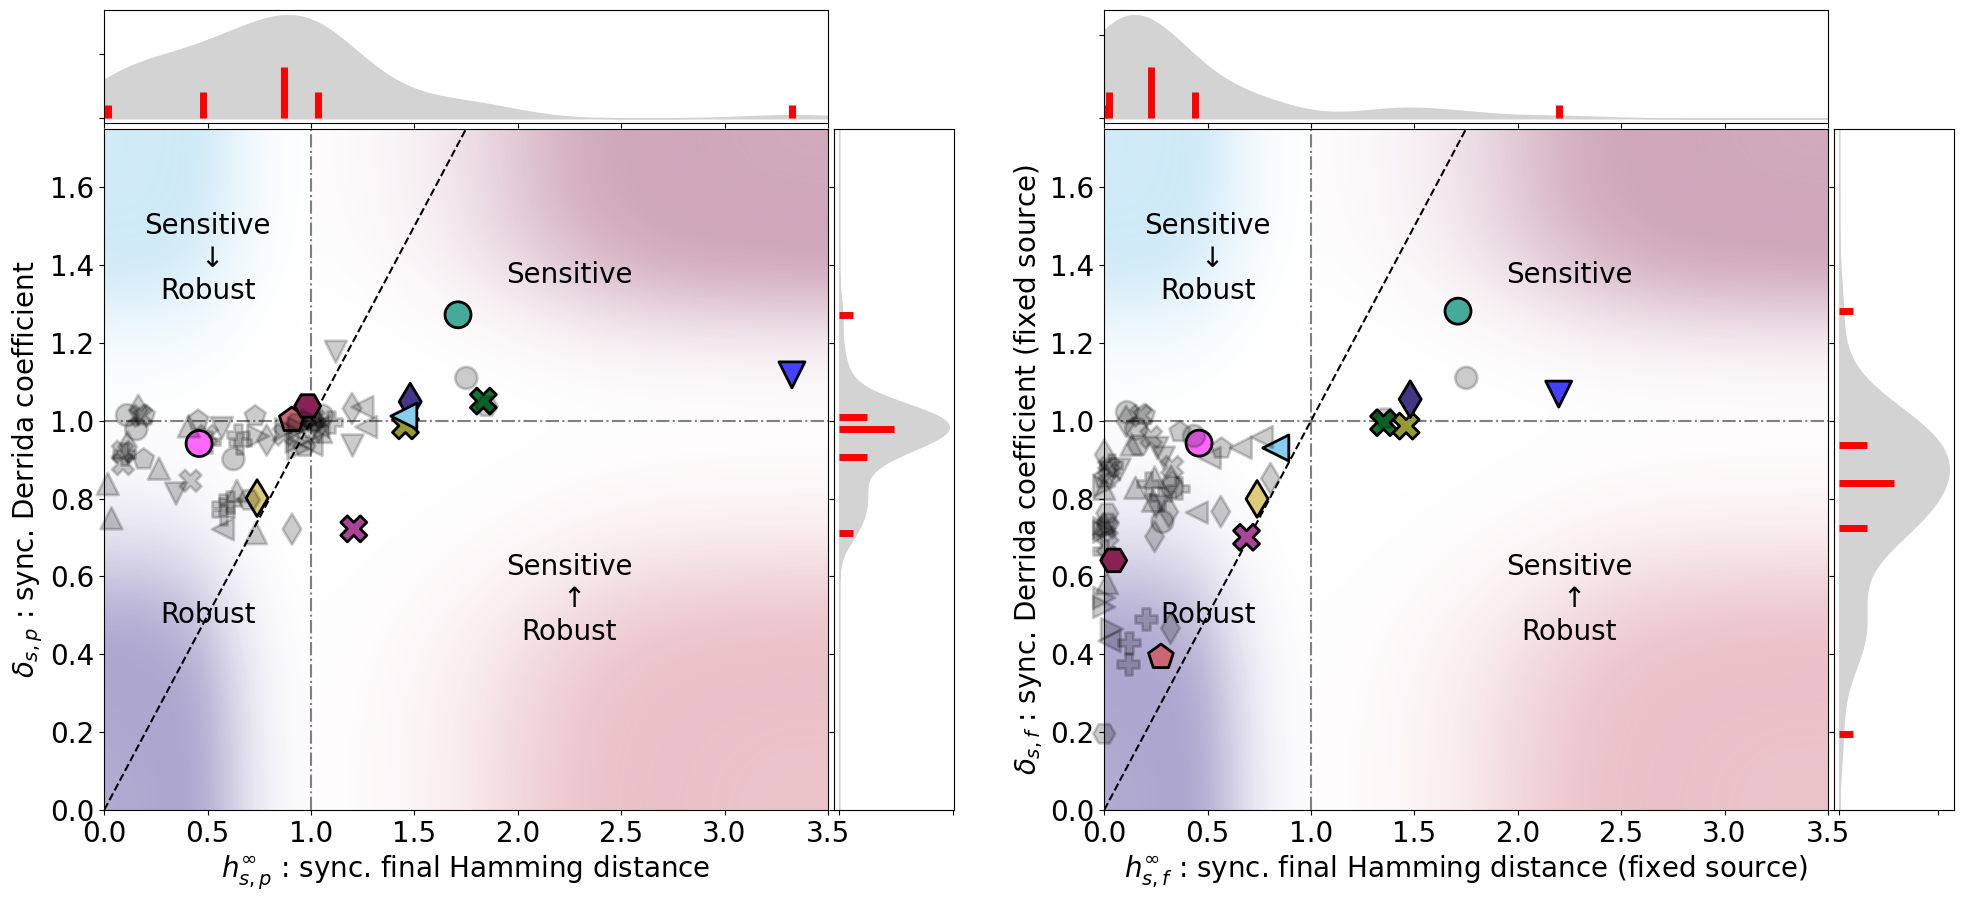 δs,p : sync. Derrida coefficient
1.6
1.4
1.2
1.0
0.8
0.6
0.4
0.2
0.0
Sensitive
↓
Robust
Sensitive
Robust
Sensitive
↑
Robust
0.0 0.5 1.0 1.5 2.0 2.5 3.0 3.5
h∞s,p : sync. final Hamming distance
δs,f : sync. Derrida coefficient (fixed source)
1.6
1.4
1.2
1.0
0.8
0.6
0.4
0.2
0.0
Sensitive
↓
Robust
Sensitive
Robust
Sensitive
↑
Robust
0.0 0.5 1.0 1.5 2.0 2.5 3.0 3.5
h∞s,f : sync. final Hamming distance (fixed source)